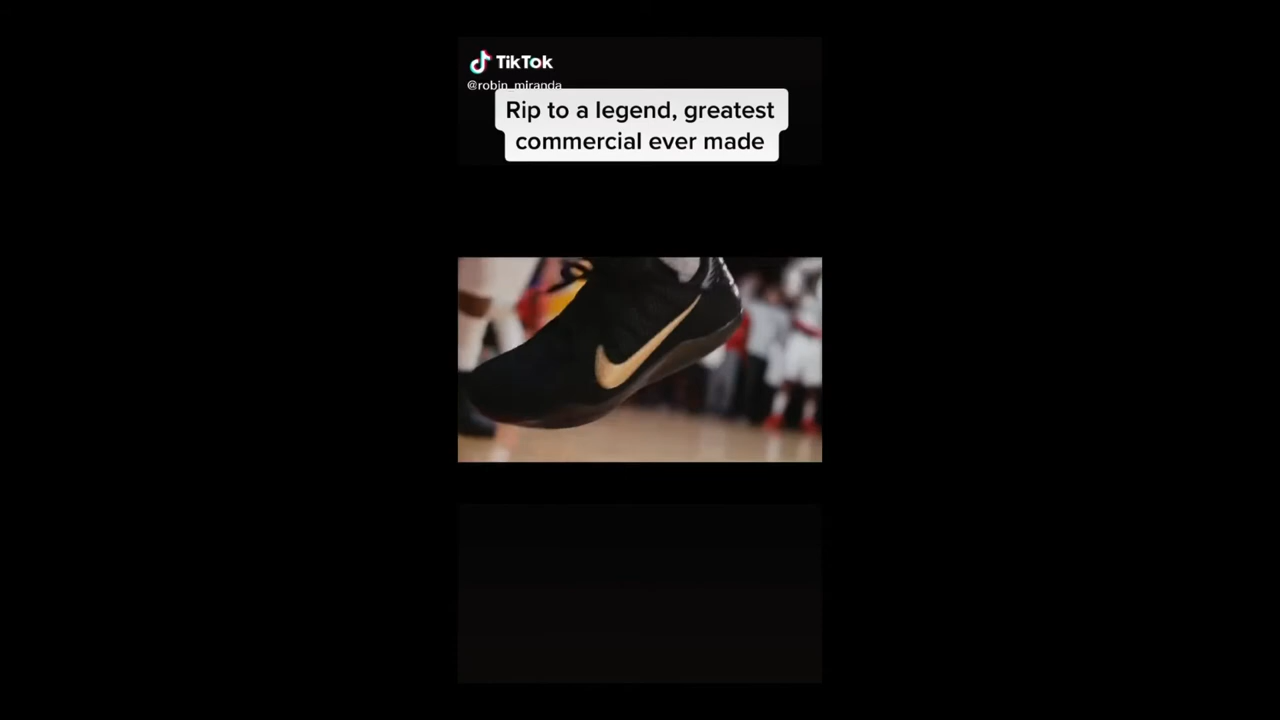 TikTok
@robin_miranda
Rip to a legend, greatest
commercial ever made